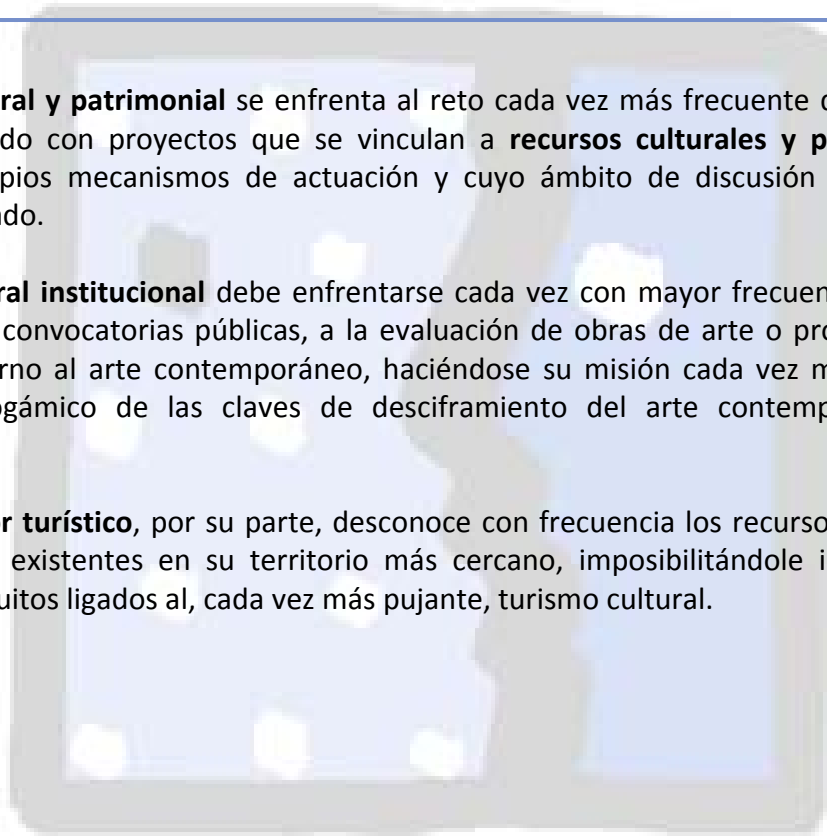 ral y patrimonial se enfrenta al reto cada vez más frecuente
do con proyectos que se vinculan a recursos culturales y p
pios mecanismos de actuación y cuyo ámbito de discusión
ndo.
ral institucional debe enfrentarse cada vez con mayor frecuen
convocatorias públicas, a la evaluación de obras de arte o pro
rno al arte contemporáneo, haciéndose su misión cada vez m
ogámico de las claves de desciframiento del arte contemp
r turístico, por su parte, desconoce con frecuencia los recurso
existentes en su territorio más cercano, imposibilitándole i
uitos ligados al, cada vez más pujante, turismo cultural.